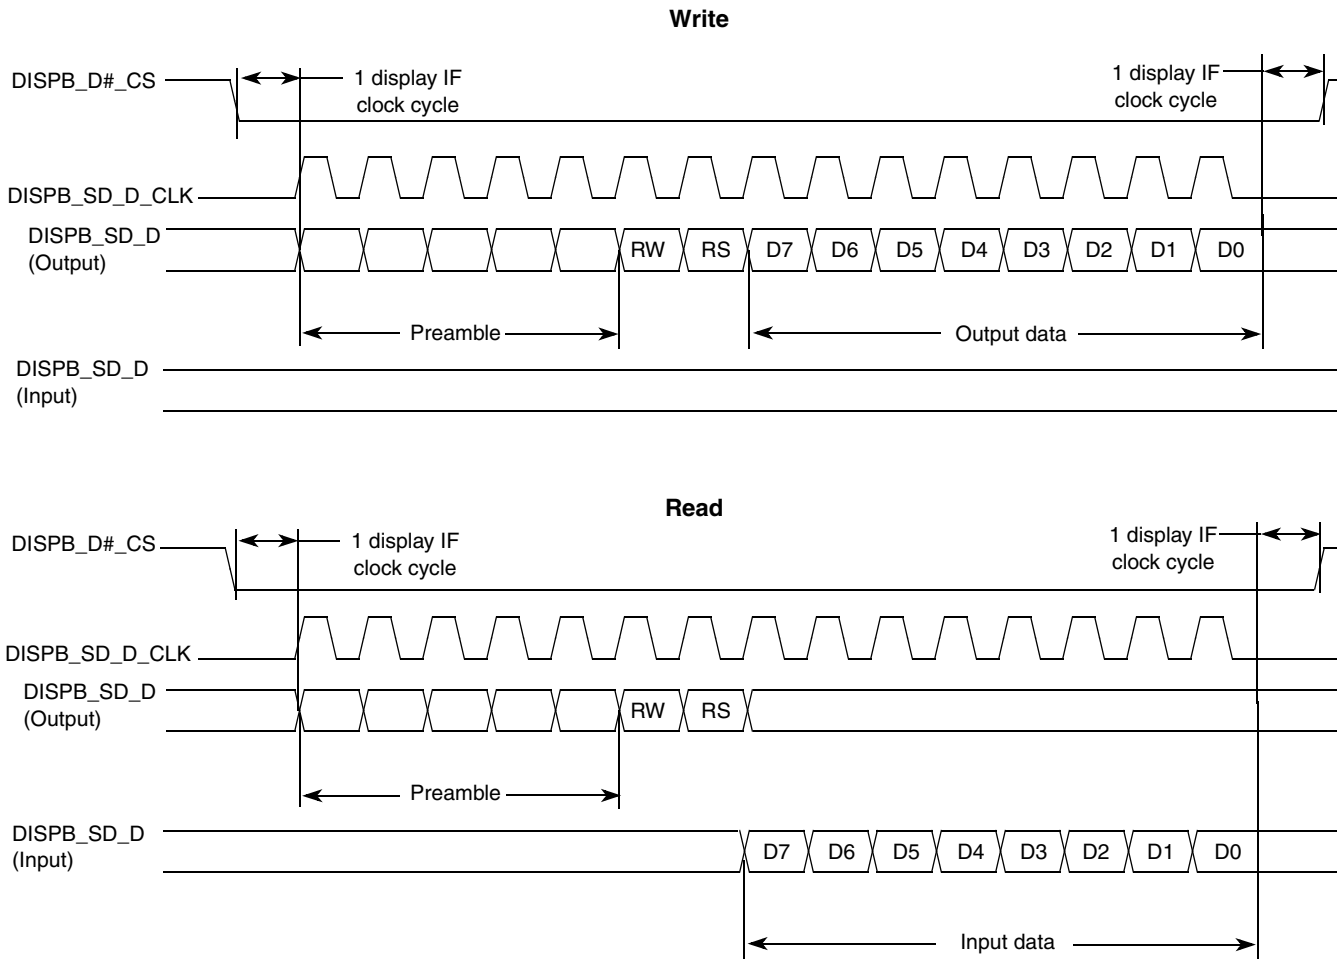 Write
DISPB_D#_CS
1 display IF
clock cycle
1 display IF
clock cycle
DISPB_SD_D_CLK
DISPB_SD_D
(Output)
RW RS D7 D6 D5 D4 D3 D2 D1 D0
Preamble
Output data
DISPB_SD_D
(Input)
Read
DISPB_D#_CS
1 display IF
clock cycle
1 display IF
clock cycle
DISPB_SD_D_CLK
DISPB_SD_D
(Output)
RW RS
Preamble
DISPB_SD_D
(Input)
D7 D6 D5 D4 D3 D2 D1 D0
Input data